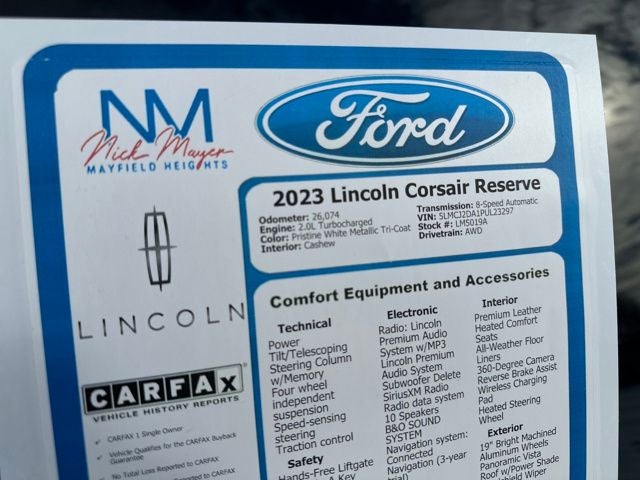 NM
Nick Mayer
MAYFIELD HEIGHTS
Ford
2023 Lincoln Corsair Reserve
Odometer: 26,074
Engine: 2.0L Turbocharged
Color: Pristine White Metallic Tri-Coat
Interior: Cashew
Transmission: 8-Speed Automatic
VIN: 5LMCJ2DA1PUL23297
Stock #: LM5019A
Drivetrain: AWD
LINCOLN
CARFAX
VEHICLE HISTORY REPORTS
✓ CARFAX 1 Single Owner
✓ Vehicle Qualifies for the CARFAX Buyback
Guarantee
✓ No Total Loss Reported to CARFAX
Reported to CARFAX
Comfort Equipment and Accessories
Technical
Power
Tilt/Telescoping
Steering Column
w/Memory
Four wheel
independent
suspension
Speed-sensing
steering
Traction control
Safety
Hands-Free Liftgate
A Key
Electronic
Radio: Lincoln
Premium Audio
System w/MP3
Lincoln Premium
Audio System
Subwoofer Delete
SiriusXM Radio
Radio data system
10 Speakers
B&O SOUND
SYSTEM
Navigation system:
Connected
Navigation (3-year
trial)
Interior
Premium Leather
Heated Comfort
Seats
All-Weather Floor
Liners
360-Degree Camera
Reverse Brake Assist
Wireless Charging
Pad
Heated Steering
Wheel
Exterior
19" Bright Machined
Aluminum Wheels
Panoramic Vista
Roof w/Power Shade
Wiper